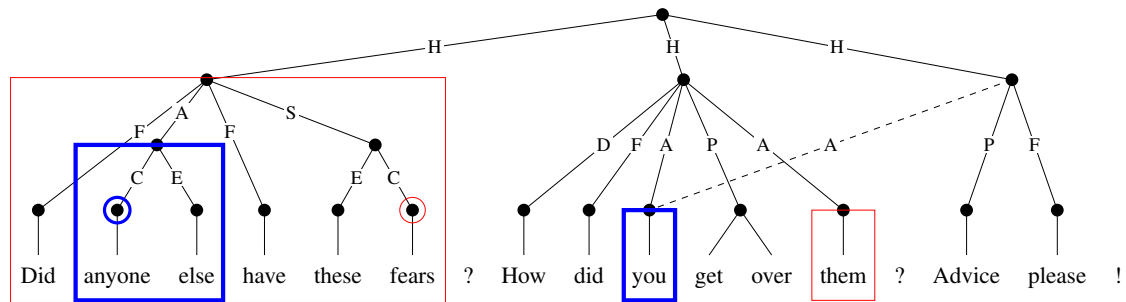 H H H
A S
F F
D F A P A A P F
C E E C
Did anyone else have these fears ? How did you get over them ? Advice please !